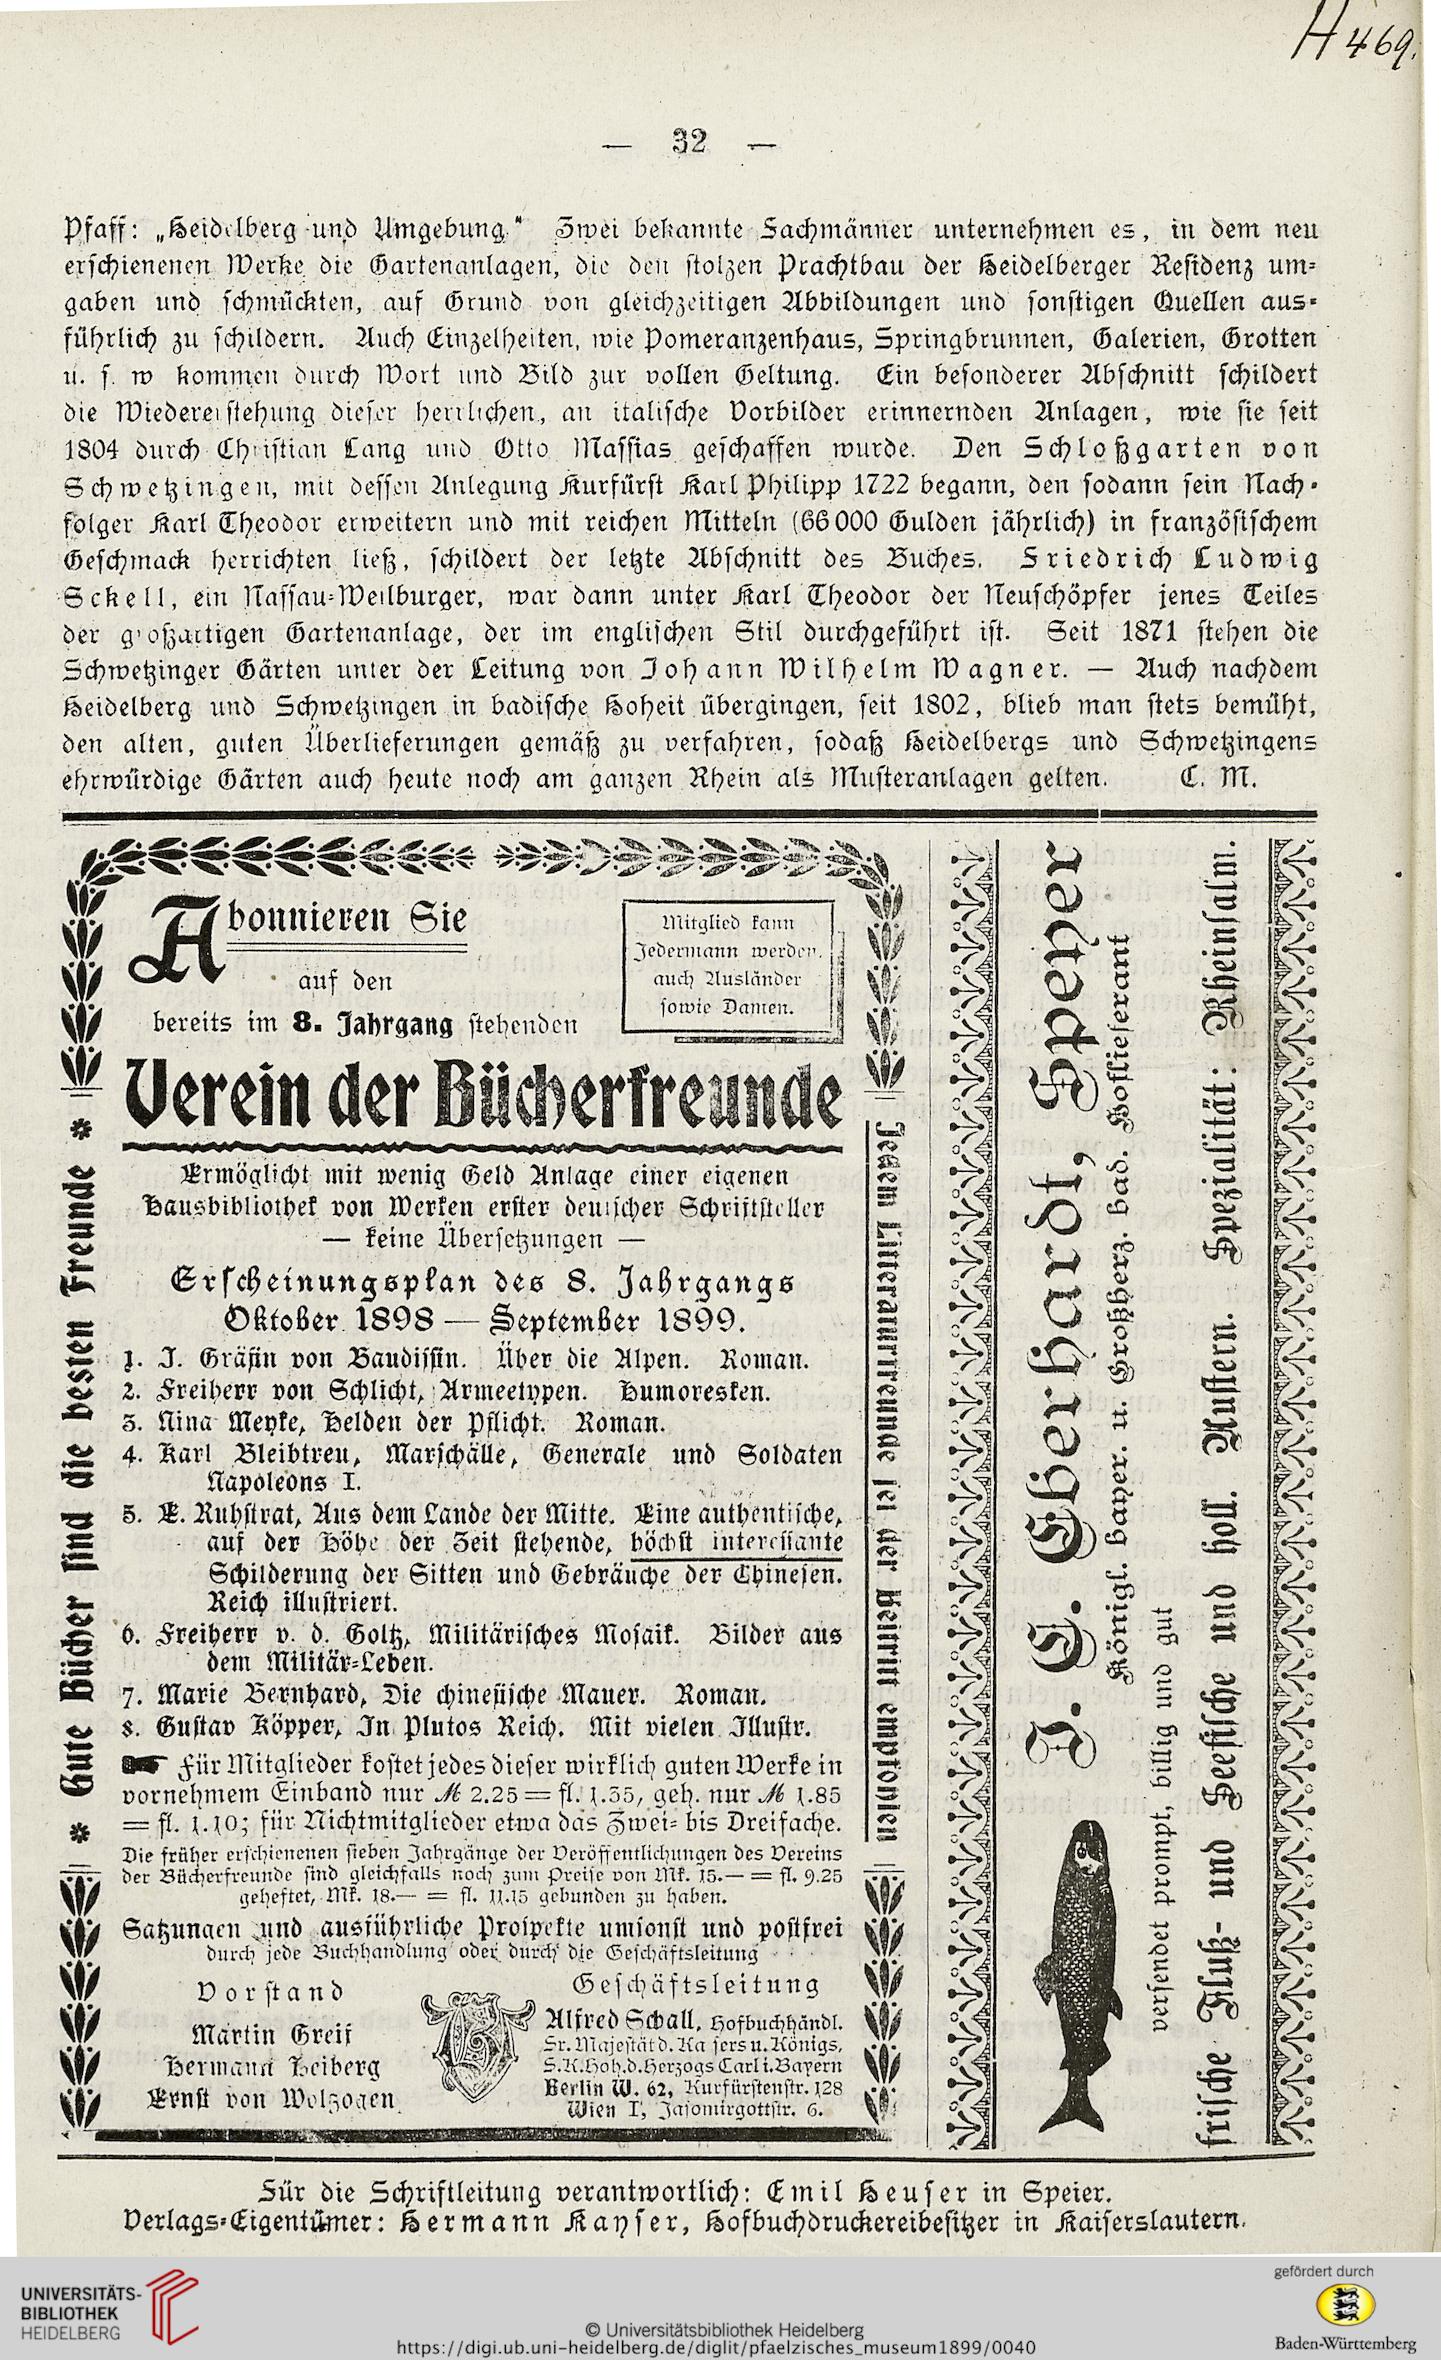 H 469.
— 32 —
Pfaff: „Heidelberg und Umgebung.“ Zwei bekannte Fachmänner unternehmen es, in dem neu
erschienenen Werke die Gartenanlagen, die den stolzen Prachtbau der Heidelberger Residenz um-
gaben und schmückten, auf Grund von gleichzeitigen Abbildungen und sonstigen Quellen aus-
führlich zu schildern. Auch Einzelheiten, wie Pomeranzenhaus, Springbrunnen, Galerien, Grotten
u. s. w kommen durch Wort und Bild zur vollen Geltung. Ein besonderer Abschnitt schildert
die Wiedererstehung dieser herrlichen, an italische Vorbilder erinnernden Anlagen, wie sie seit
1804 durch Christian Lang und Otto Massias geschaffen wurde. Den Schloßgarten von
Schwetzingen, mit dessen Anlegung Kurfürst Karl Philipp 1722 begann, den sodann sein Nach-
folger Karl Theodor erweitern und mit reichen Mitteln (66 000 Gulden jährlich) in französischem
Geschmack herrichten ließ, schildert der letzte Abschnitt des Buches. Friedrich Ludwig
Sckell, ein Nassau-Weilburger, war dann unter Karl Theodor der Neuschöpfer jenes Teiles
der großartigen Gartenanlage, der im englischen Stil durchgeführt ist. Seit 1871 stehen die
Schwetzinger Gärten unter der Leitung von Johann Wilhelm Wagner. — Auch nachdem
Heidelberg und Schwetzingen in badische Hoheit übergingen, seit 1802, blieb man stets bemüht,
den alten, guten Überlieferungen gemäß zu verfahren, sodaß Heidelbergs und Schwetzingens
ehrwürdige Gärten auch heute noch am ganzen Rhein als Musteranlagen gelten. C. M.
Abonnieren Sie
auf den
bereits im 8. Jahrgang stehenden
Mitglied kann
Jedermann werden,
auch Ausländer
sowie Damen.
Verein der Bücherfreunde
Ermöglicht mit wenig Geld Anlage einer eigenen
Hausbibliothek von Werken erster deutscher Schriftsteller
— keine Übersetzungen —
Erscheinungsplan des 8. Jahrgangs
Oktober 1898 — September 1899.
1. J. Gräfin von Baudissin. Über die Alpen. Roman.
2. Freiherr von Schlicht, Armeetypen. Humoresken.
3. Nina Meyke, Helden der Pflicht. Roman.
4. Karl Bleibtreu, Marschälle, Generale und Soldaten
Napoleons I.
5. E. Ruhstrat, Aus dem Lande der Mitte. Eine authentische,
auf der Höhe der Zeit stehende, höchst interessante
Schilderung der Sitten und Gebräuche der Chinesen.
Reich illustriert.
6. Freiherr v. d. Goltz, Militärisches Mosaik. Bilder aus
dem Militär-Leben.
7. Marie Bernhard, Die chinesische Mauer. Roman.
8. Gustav Köpper, In Plutos Reich. Mit vielen Illustr.
☛ Für Mitglieder kostet jedes dieser wirklich guten Werke in
vornehmem Einband nur ℳ 2.25 = fl. 1.35, geh. nur ℳ 1.85
= fl. 1.10; für Nichtmitglieder etwa das Zwei- bis Dreifache.
Die früher erschienenen sieben Jahrgänge der Veröffentlichungen des Vereins
der Bücherfreunde sind gleichfalls noch zum Preise von Mk. 15.— = fl. 9.25
geheftet, Mk. 18.— = fl. 11.15 gebunden zu haben.
Satzungen und ausführliche Prospekte umsonst und postfrei
durch jede Buchhandlung oder durch die Geschäftsleitung
Vorstand
Martin Greif
Hermann Heiberg
Ernst von Wolzogen
Geschäftsleitung
Alfred Schall, Hofbuchhändl.
Sr. Majestät d. Kaisers u. Königs,
S. K. Hoh. d. Herzogs Carl i. Bayern
Berlin W. 62, Kurfürstenstr. 128
Wien I, Jasomirgottstr. 6.
* Gute Bücher sind die besten Freunde *
Jedem Litteraturfreunde sei der Beitritt empfohlen
J. E. Eberhardt, Speyer
Königl. bayer. u. Großherz. bad. Hoflieferant
versendet prompt, billig und gut
frische Fluß- und Seefische und holl. Austern. Spezialität: Rheinsalm.
Für die Schriftleitung verantwortlich: Emil Heuser in Speier.
Verlags-Eigentümer: Hermann Kayser, Hofbuchdruckereibesitzer in Kaiserslautern.
UNIVERSITÄTS-
BIBLIOTHEK
HEIDELBERG
© Universitätsbibliothek Heidelberg
https://digi.ub.uni-heidelberg.de/diglit/pfaelzisches_museum1899/0040
gefördert durch
Baden-Württemberg